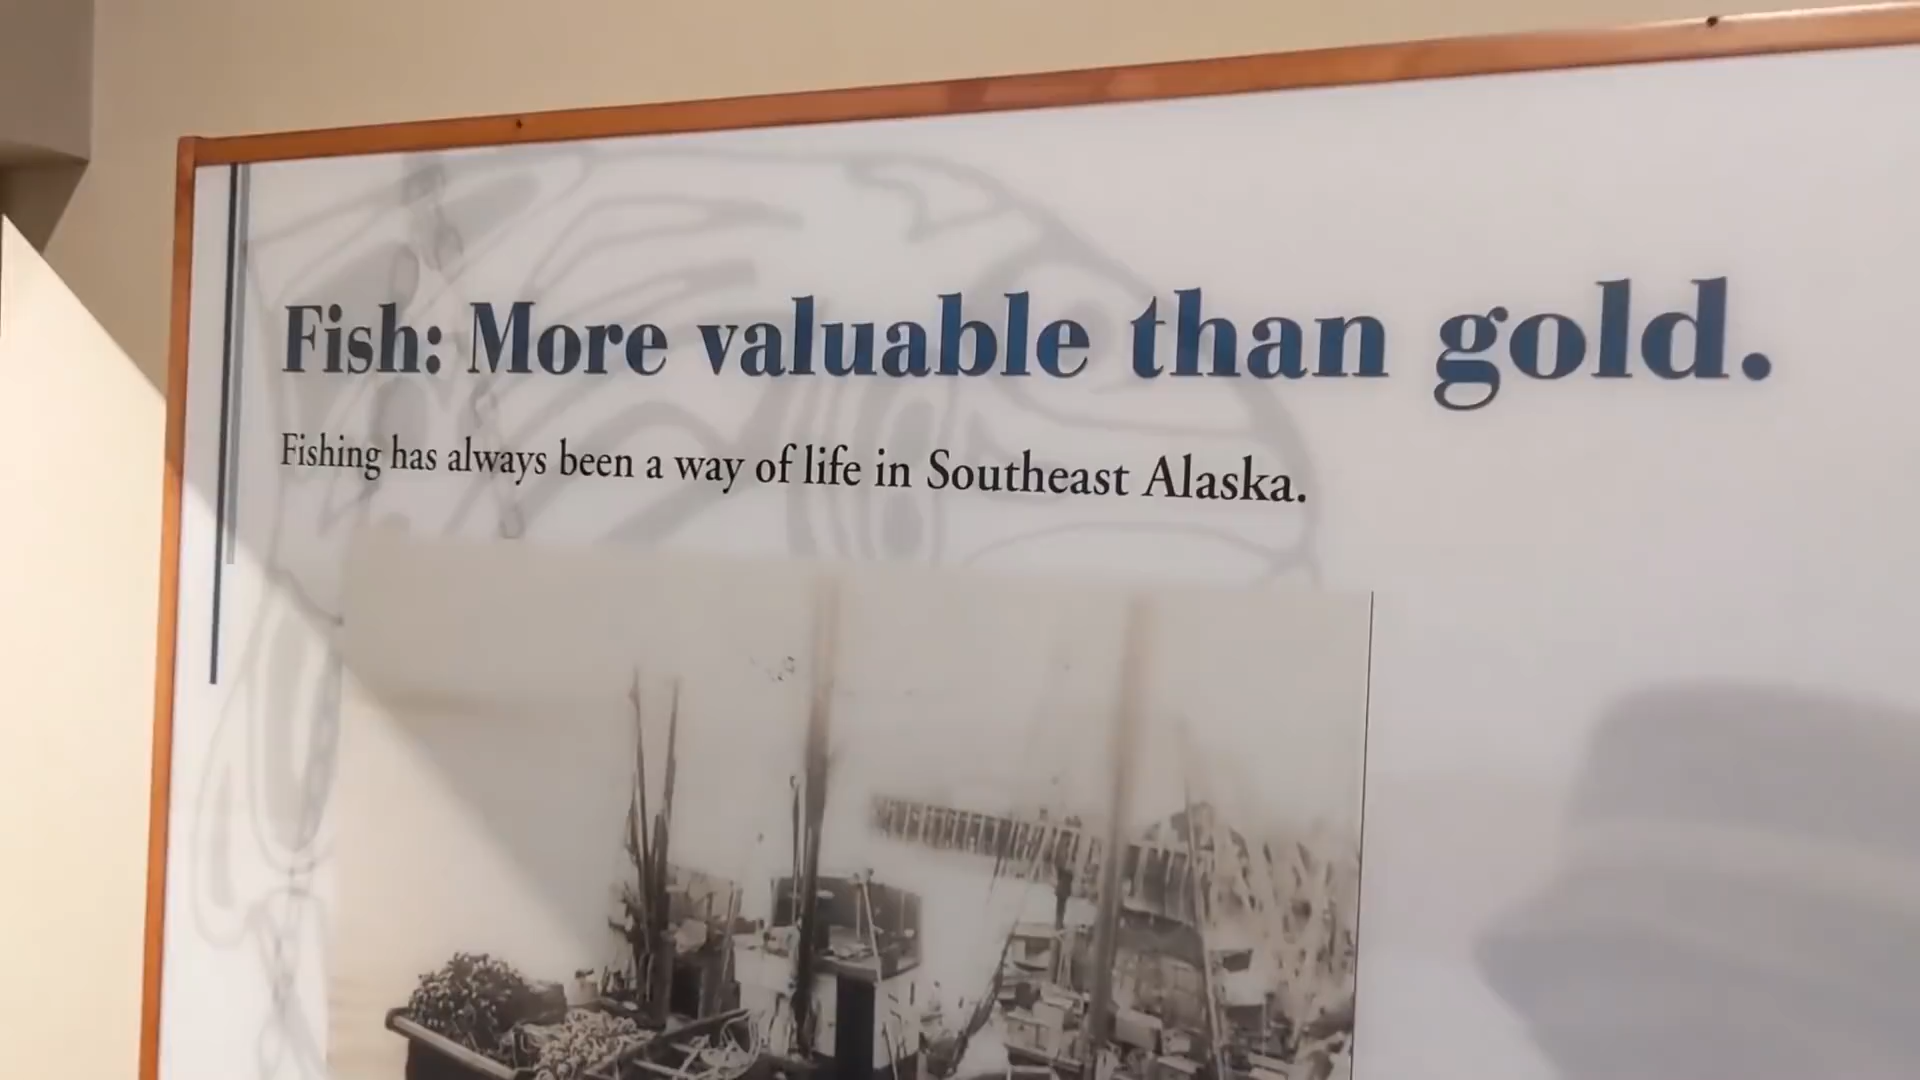 Fish: More valuable than gold.
Fishing has always been a way of life in Southeast Alaska.